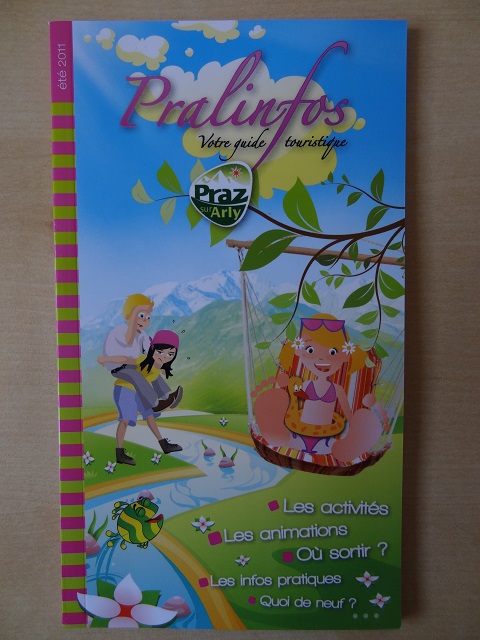 été 2011
Pralinfos
Votre guide touristique
Praz
sur Arly
Les activités
Les animations
Où sortir ?
Les infos pratiques
Quoi de neuf ?
...